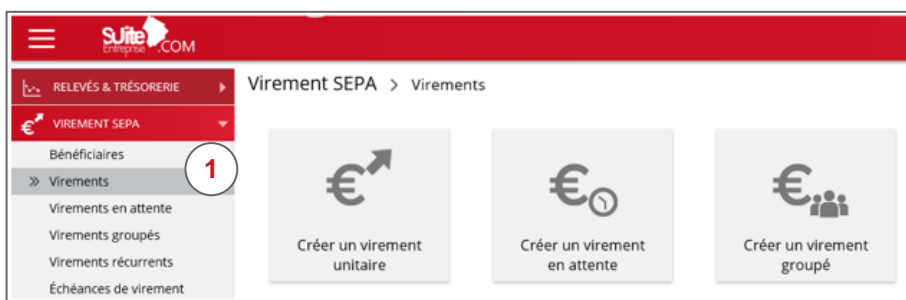 SUite
Entreprise .COM
RELEVÉS & TRÉSORERIE
Virement SEPA > Virements
VIREMENT SEPA
Bénéficiaires
1
» Virements
Virements en attente
Virements groupés
Virements récurrents
Échéances de virement
€
Créer un virement
unitaire
€
Créer un virement
en attente
€
Créer un virement
groupé